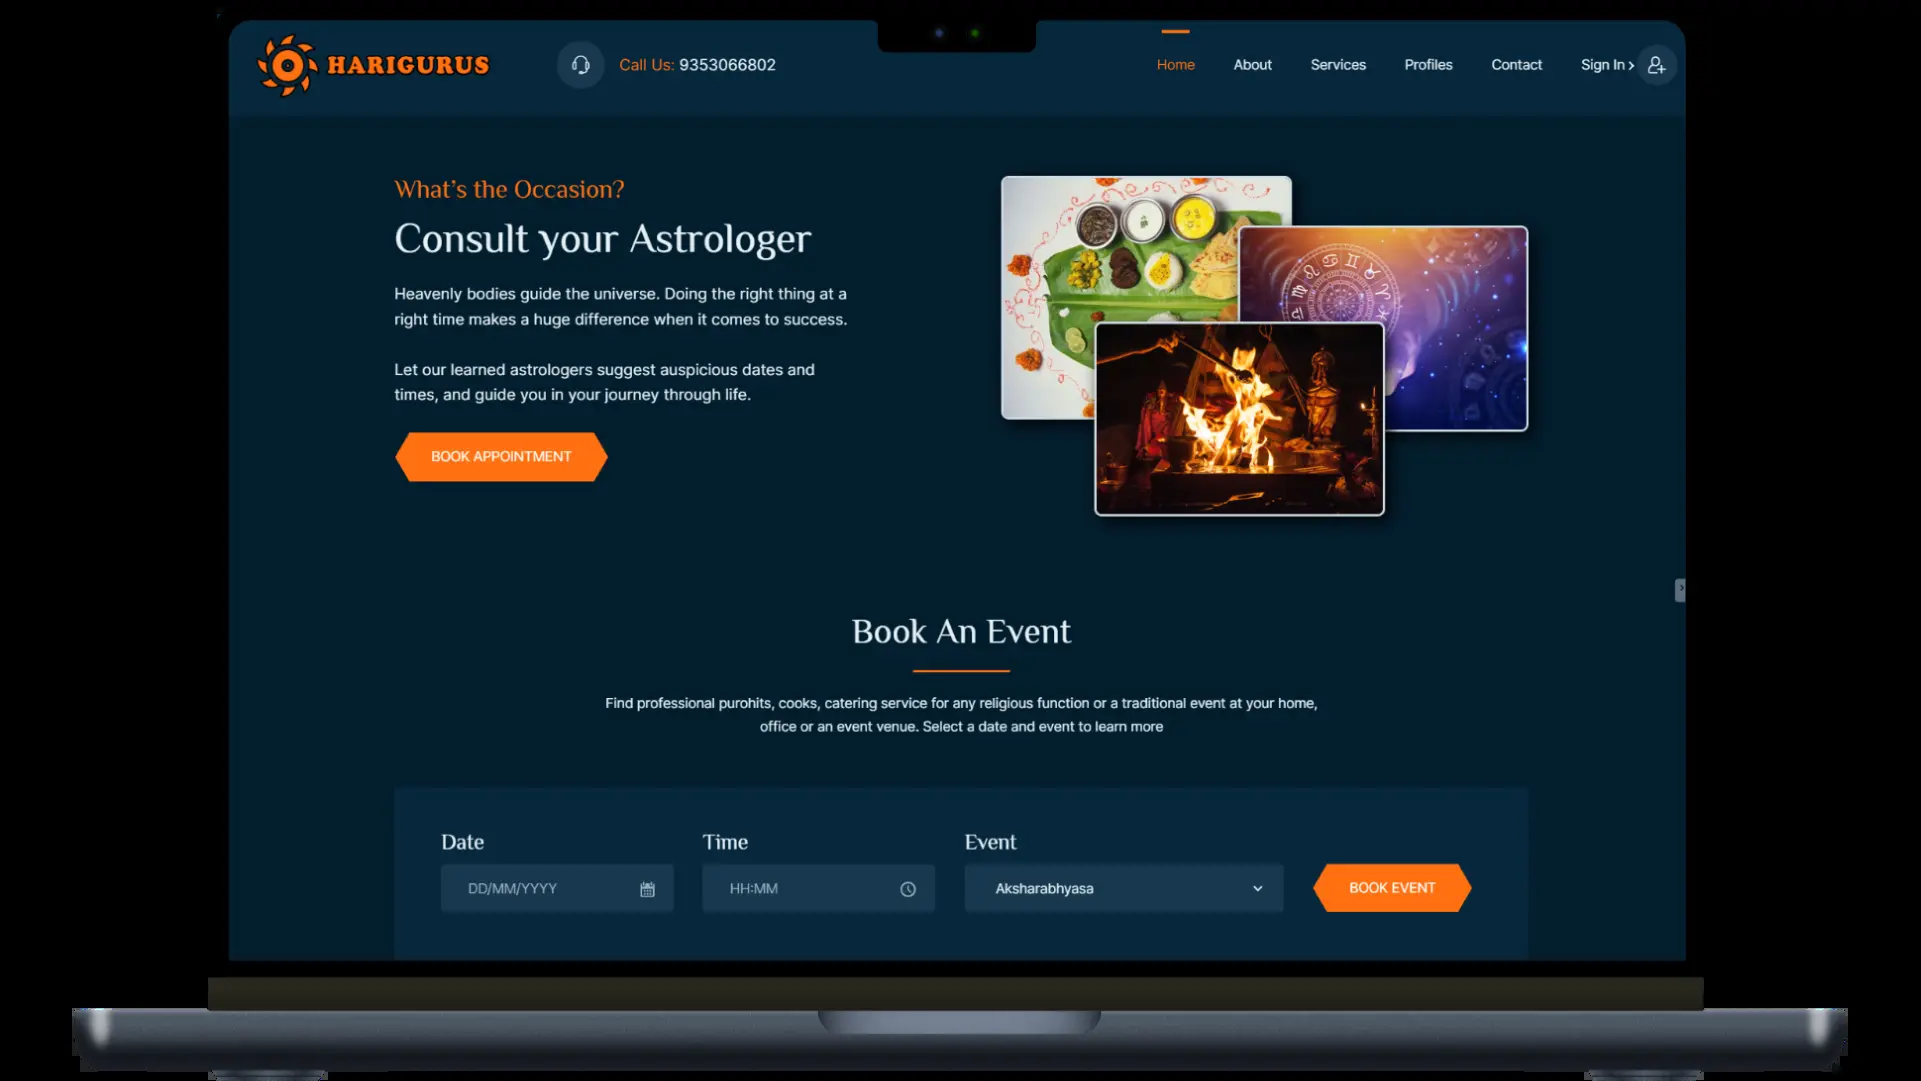 HARIGURUS
Call Us: 9353066802
Home
About
Services
Profiles
Contact
Sign In
What's the Occasion?
Consult your Astrologer
Heavenly bodies guide the universe. Doing the right thing at a
right time makes a huge difference when it comes to success.
Let our learned astrologers suggest auspicious dates and
times, and guide you in your journey through life.
BOOK APPOINTMENT
Book An Event
Find professional purohits, cooks, catering service for any religious function or a traditional event at your home,
office or an event venue. Select a date and event to learn more
Date
Time
Event
DD/MM/YYYY
HH:MM
Aksharabhyasa
BOOK EVENT